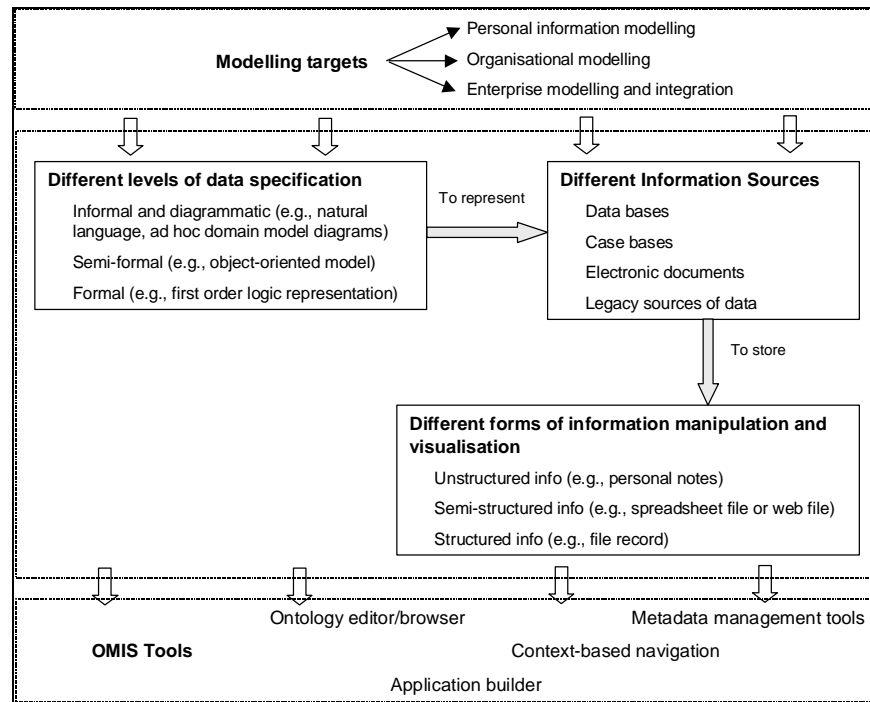 Personal information modelling
Modelling targets
Organisational modelling
Enterprise modelling and integration
Different levels of data specification
Informal and diagrammatic (e.g., natural
language, ad hoc domain model diagrams)
Semi-formal (e.g., object-oriented model)
Formal (e.g., first order logic representation)
To represent
Different Information Sources
Data bases
Case bases
Electronic documents
Legacy sources of data
To store
Different forms of information manipulation and
visualisation
Unstructured info (e.g., personal notes)
Semi-structured info (e.g., spreadsheet file or web file)
Structured info (e.g., file record)
Ontology editor/browser
Metadada management tools
OMIS Tools
Context-based navigation
Application builder